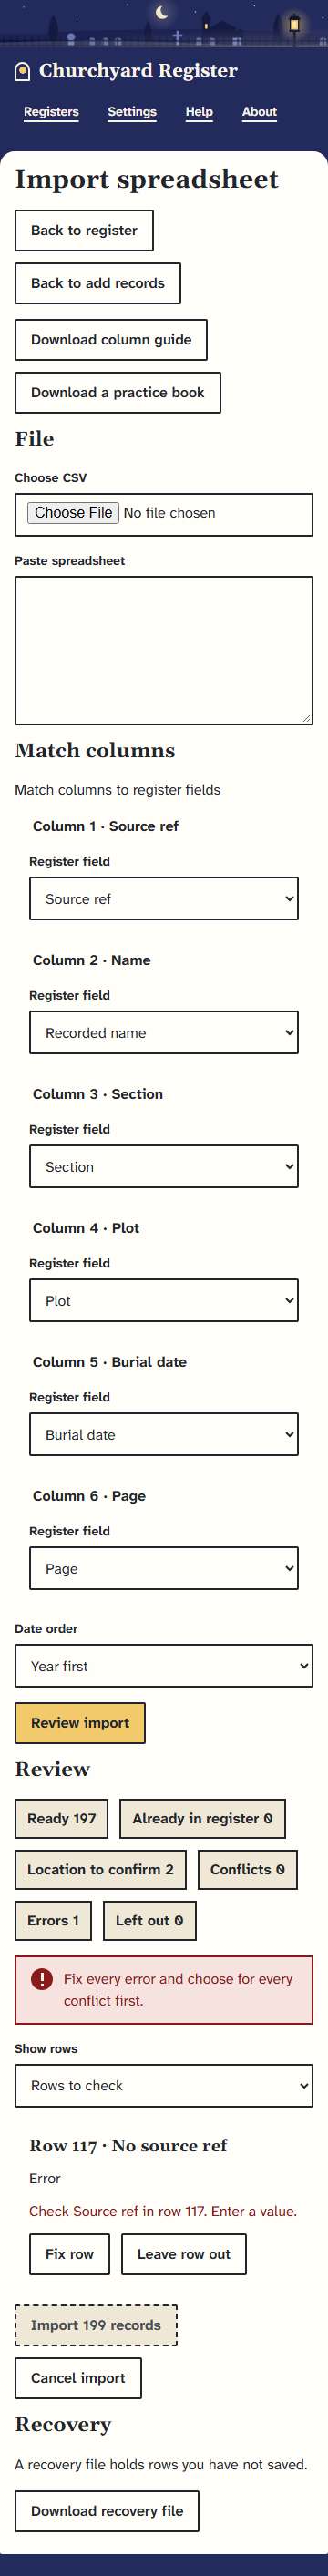 Churchyard Register
Registers Settings Help About
Import spreadsheet
Back to register
Back to add records
Download column guide
Download a practice book
File
Choose CSV
Choose File No file chosen
Paste spreadsheet
Match columns
Match columns to register fields
Column 1 · Source ref
Register field
Source ref
Column 2 · Name
Register field
Recorded name
Column 3 · Section
Register field
Section
Column 4 · Plot
Register field
Plot
Column 5 · Burial date
Register field
Burial date
Column 6 · Page
Register field
Page
Date order
Year first
Review import
Review
Ready 197 Already in register 0
Location to confirm 2 Conflicts 0
Errors 1 Left out 0
Fix every error and choose for every
conflict first.
Show rows
Rows to check
Row 117 · No source ref
Error
Check Source ref in row 117. Enter a value.
Fix row Leave row out
Import 199 records
Cancel import
Recovery
A recovery file holds rows you have not saved.
Download recovery file